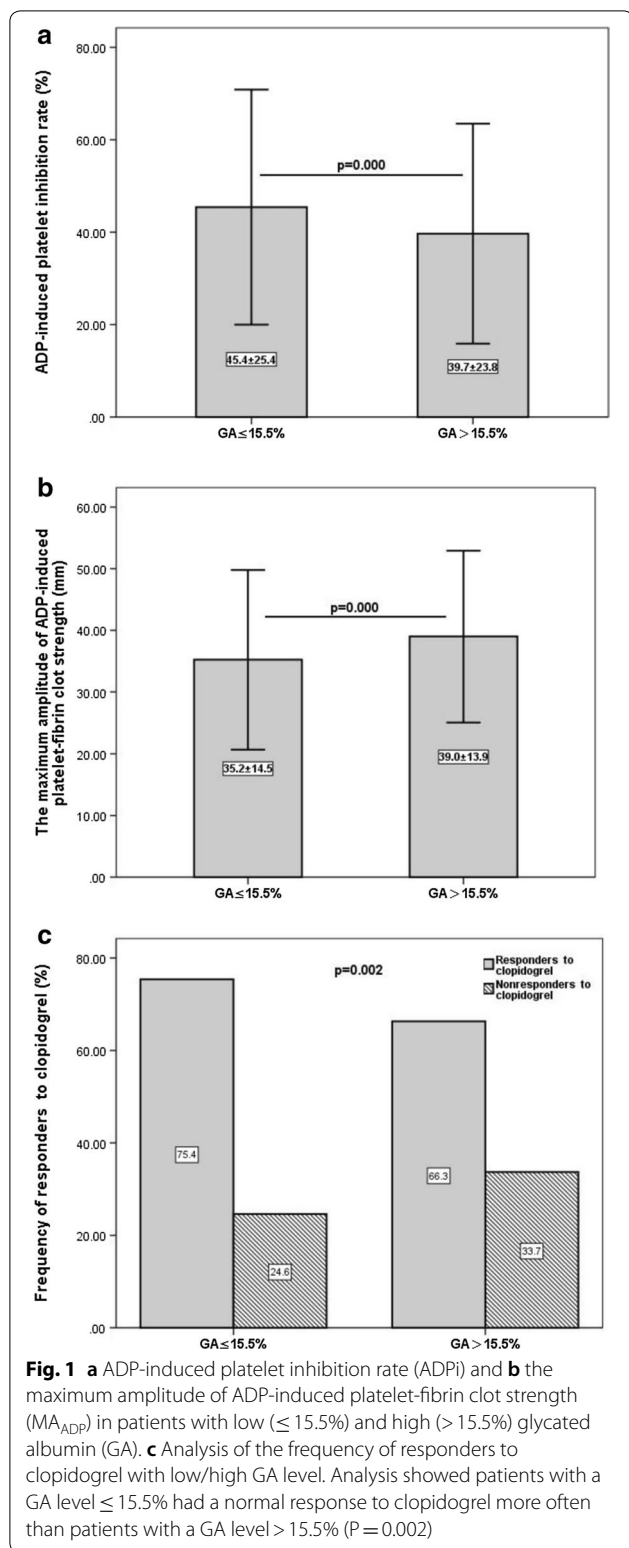 a
ADP-induced platelet inhibition rate (%)
80.00
60.00
40.00
20.00
.00
p=0.000
45.4±25.4
39.7±23.8
GA≤15.5%
GA>15.5%
b
The maximum amplitude of ADP-induced
platelet-fibrin clot strength (mm)
60.00
50.00
40.00
30.00
20.00
10.00
.00
p=0.000
35.2±14.5
39.0±13.9
GA≤15.5%
GA>15.5%
c
Frequency of responders to clopidogrel (%)
80.00
60.00
40.00
20.00
.00
p=0.002
Responders to
clopidogrel
Nonresponders to
clopidogrel
75.4
24.6
66.3
33.7
GA≤15.5%
GA>15.5%
Fig. 1 a ADP-induced platelet inhibition rate (ADPi) and b the
maximum amplitude of ADP-induced platelet-fibrin clot strength
(MAADP) in patients with low (≤ 15.5%) and high (> 15.5%) glycated
albumin (GA). c Analysis of the frequency of responders to
clopidogrel with low/high GA level. Analysis showed patients with a
GA level ≤ 15.5% had a normal response to clopidogrel more often
than patients with a GA level > 15.5% (P = 0.002)